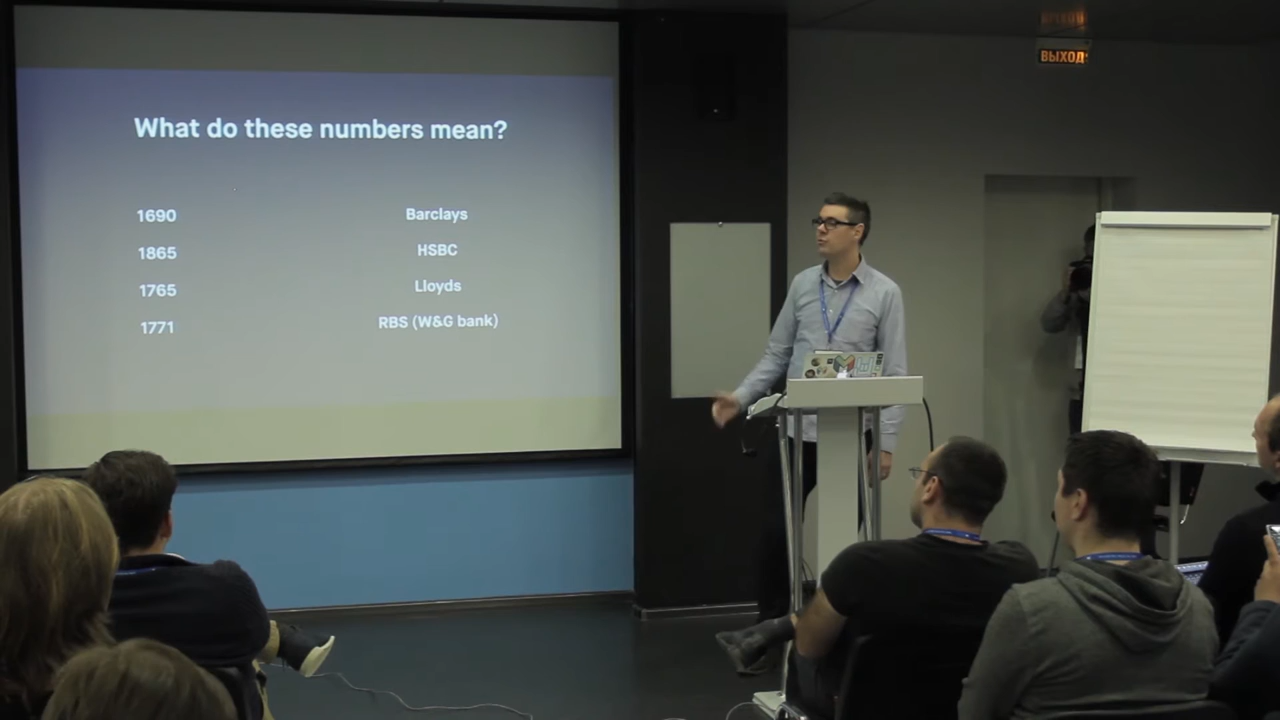 What do these numbers mean?
1690 Barclays
1865 HSBC
1765 Lloyds
1771 RBS (W&G bank)
ВЫХОД